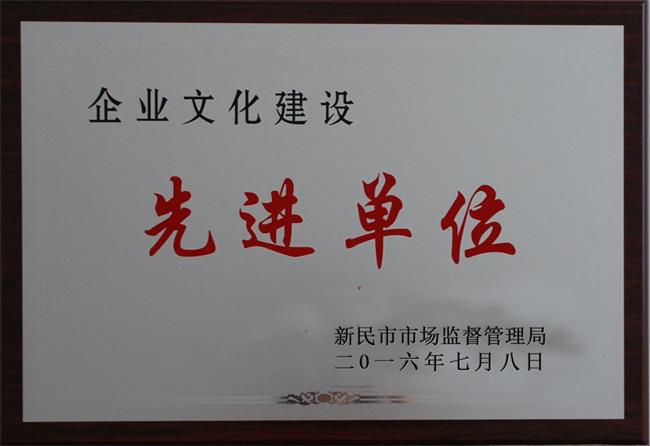 企业文化建设
先进单位
新民市市场监督管理局
二0一六年七月八日